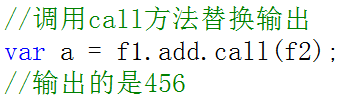 //调用call方法替换输出
var a = f1.add.call(f2);
//输出的是456